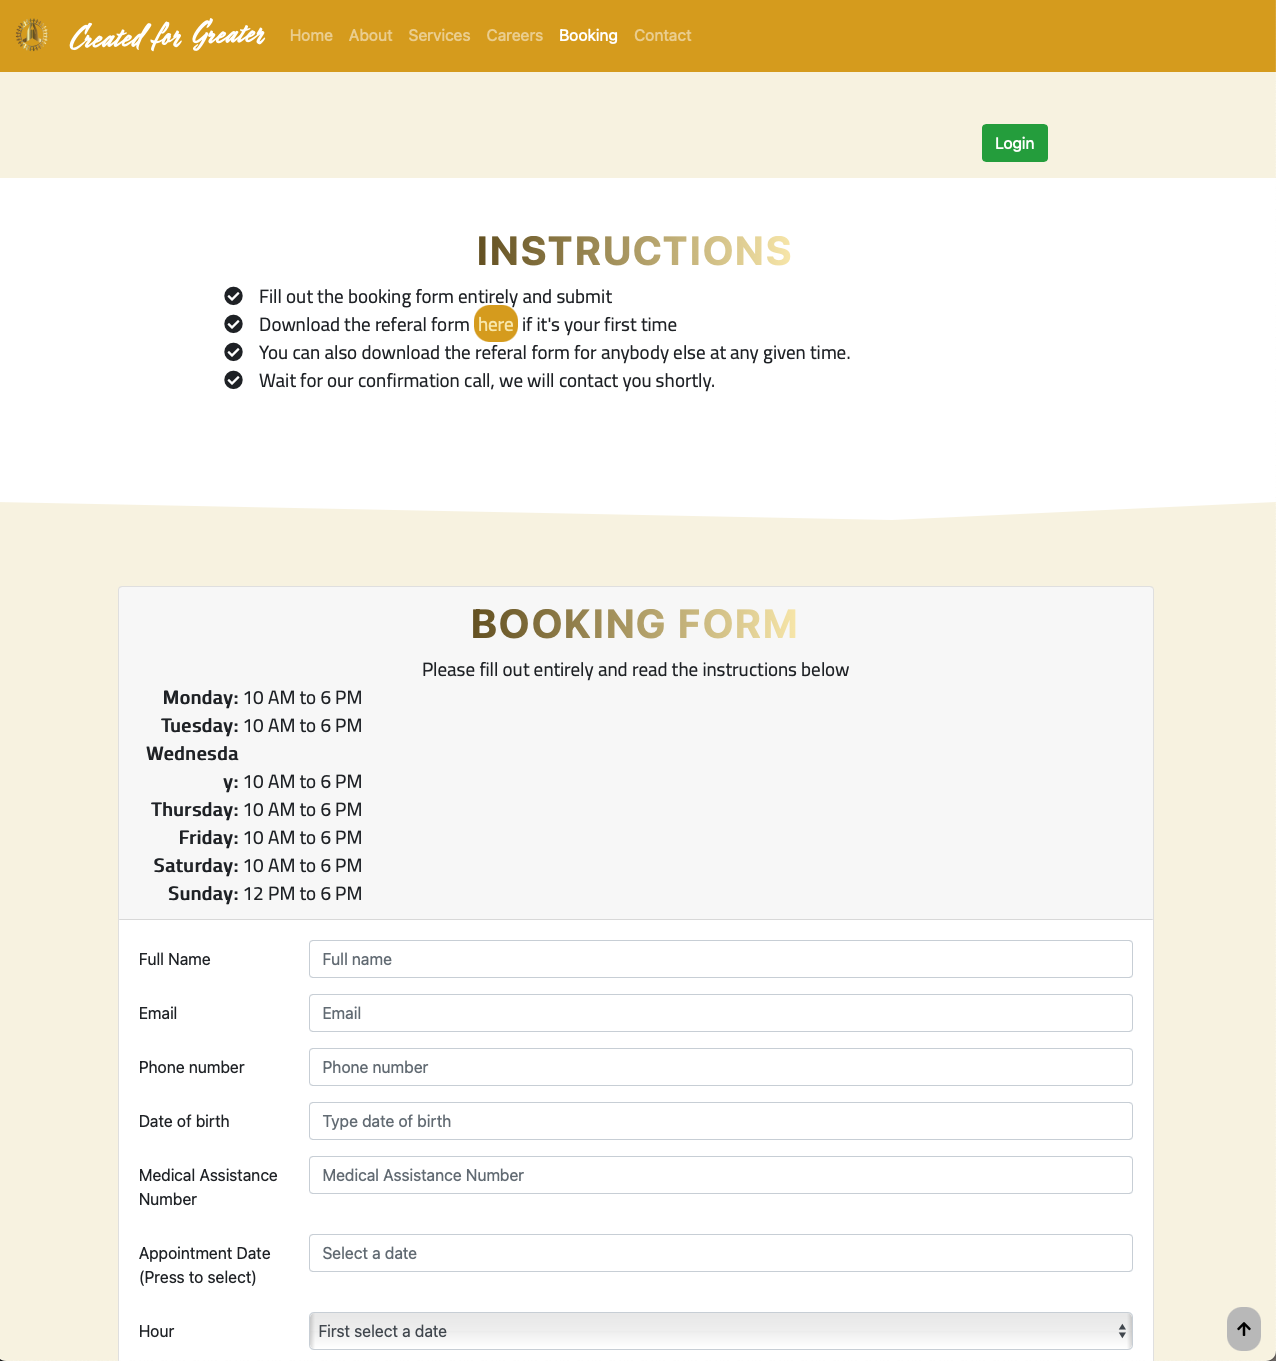 Created for Greater Home About Services Careers Booking Contact
Login
INSTRUCTIONS
Fill out the booking form entirely and submit
Download the referal form here if it's your first time
You can also download the referal form for anybody else at any given time.
Wait for our confirmation call, we will contact you shortly.
BOOKING FORM
Please fill out entirely and read the instructions below
Monday: 10 AM to 6 PM
Tuesday: 10 AM to 6 PM
Wednesda
y: 10 AM to 6 PM
Thursday: 10 AM to 6 PM
Friday: 10 AM to 6 PM
Saturday: 10 AM to 6 PM
Sunday: 12 PM to 6 PM
Full Name Full name
Email Email
Phone number Phone number
Date of birth Type date of birth
Medical Assistance Medical Assistance Number
Number
Appointment Date Select a date
(Press to select)
Hour First select a date